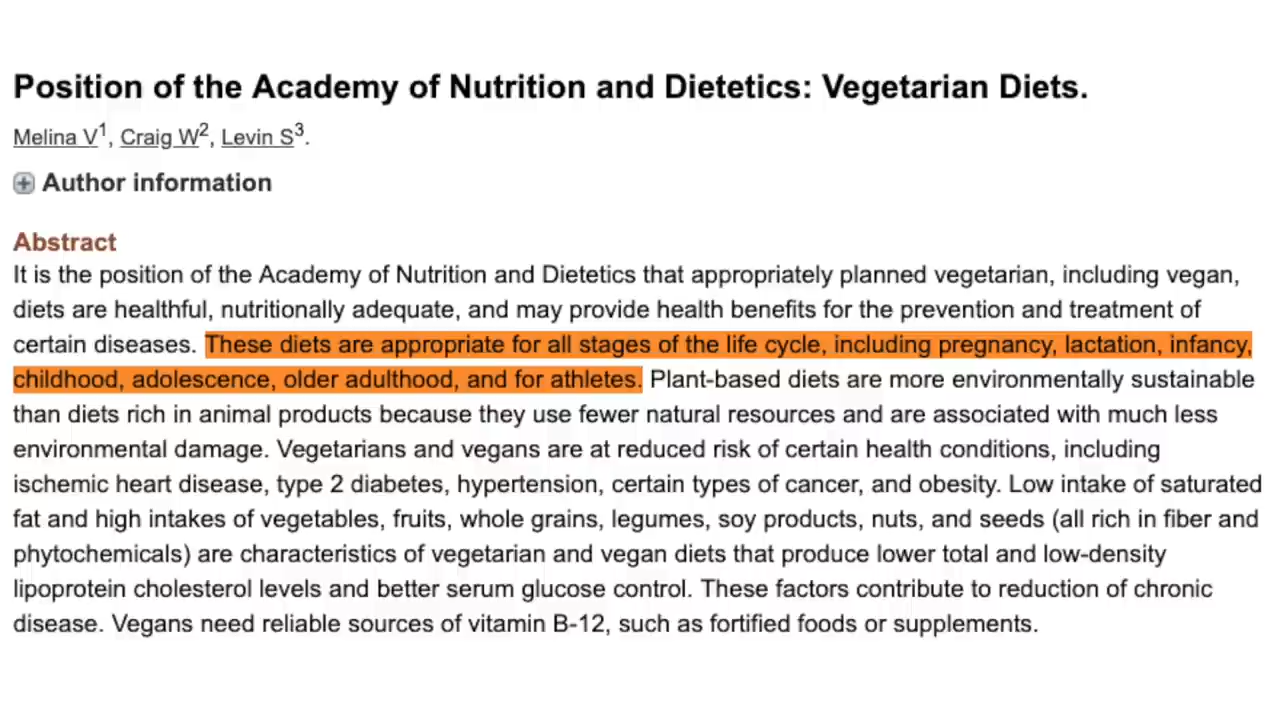 Position of the Academy of Nutrition and Dietetics: Vegetarian Diets.
Melina V1, Craig W2, Levin S3.
Author information
Abstract
It is the position of the Academy of Nutrition and Dietetics that appropriately planned vegetarian, including vegan,
diets are healthful, nutritionally adequate, and may provide health benefits for the prevention and treatment of
certain diseases. These diets are appropriate for all stages of the life cycle, including pregnancy, lactation, infancy,
childhood, adolescence, older adulthood, and for athletes. Plant-based diets are more environmentally sustainable
than diets rich in animal products because they use fewer natural resources and are associated with much less
environmental damage. Vegetarians and vegans are at reduced risk of certain health conditions, including
ischemic heart disease, type 2 diabetes, hypertension, certain types of cancer, and obesity. Low intake of saturated
fat and high intakes of vegetables, fruits, whole grains, legumes, soy products, nuts, and seeds (all rich in fiber and
phytochemicals) are characteristics of vegetarian and vegan diets that produce lower total and low-density
lipoprotein cholesterol levels and better serum glucose control. These factors contribute to reduction of chronic
disease. Vegans need reliable sources of vitamin B-12, such as fortified foods or supplements.